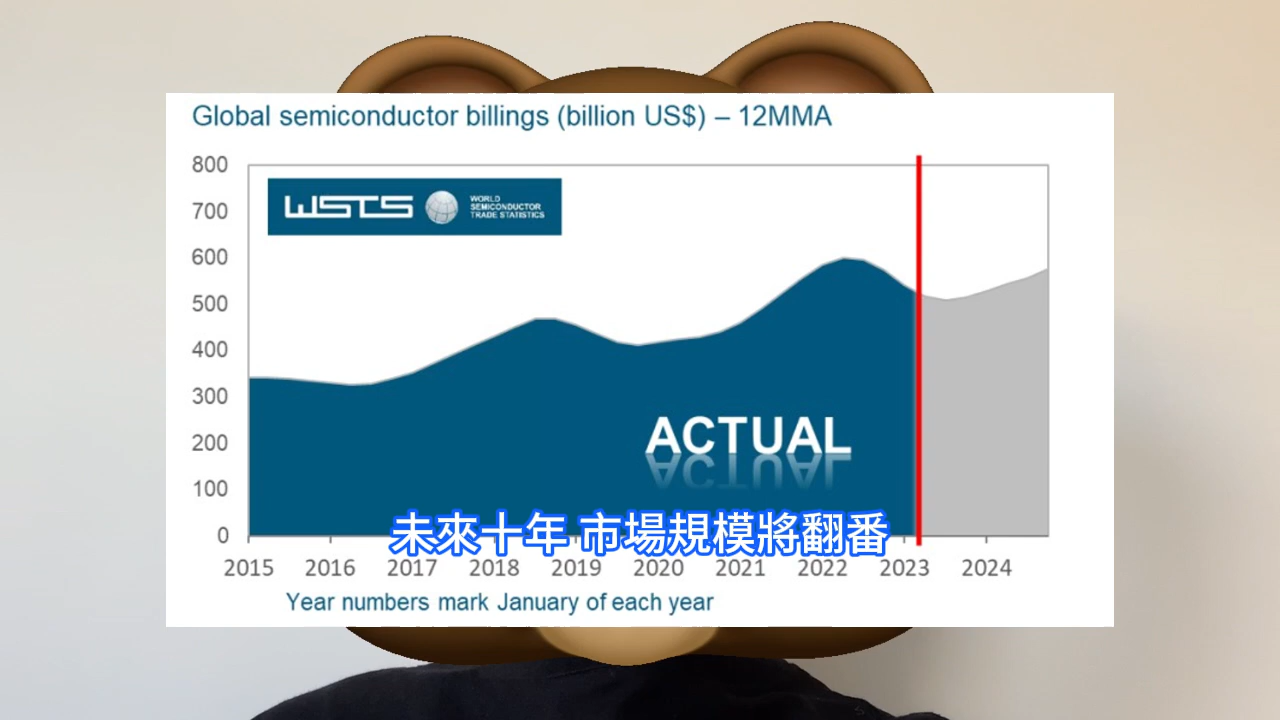 Global semiconductor billings (billion US$) – 12MMA
800
700
600
500
400
300
200
100
0
WSTS
WORLD
SEMICONDUCTOR
TRADE STATISTICS
ACTUAL
未來十年 市場規模將翻番
2015 2016 2017 2018 2019 2020 2021 2022 2023 2024
Year numbers mark January of each year